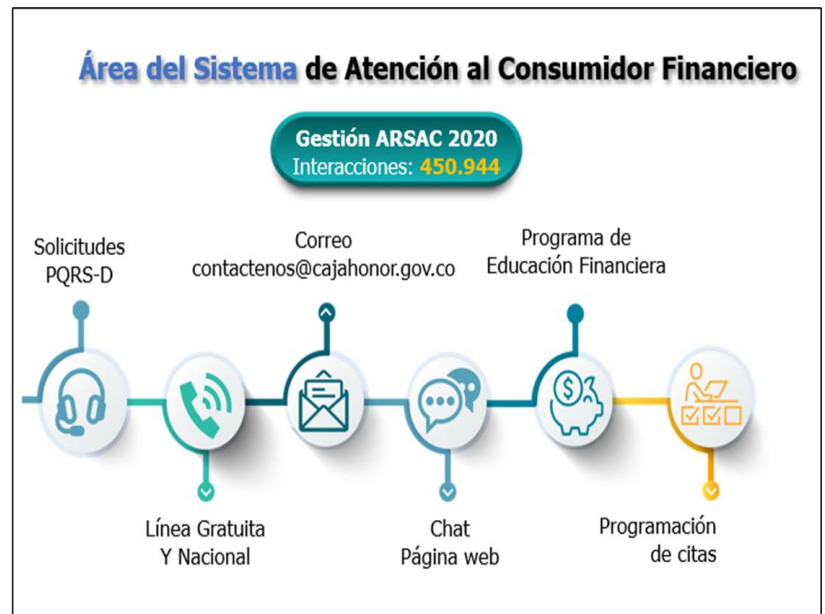 Área del Sistema de Atención al Consumidor Financiero
Gestión ARSAC 2020
Interacciones: 450.944
Solicitudes
PQRS-D
Correo
contactenos@cajahonor.gov.co
Programa de
Educación Financiera
Línea Gratuita
Y Nacional
Chat
Página web
Programación
de citas